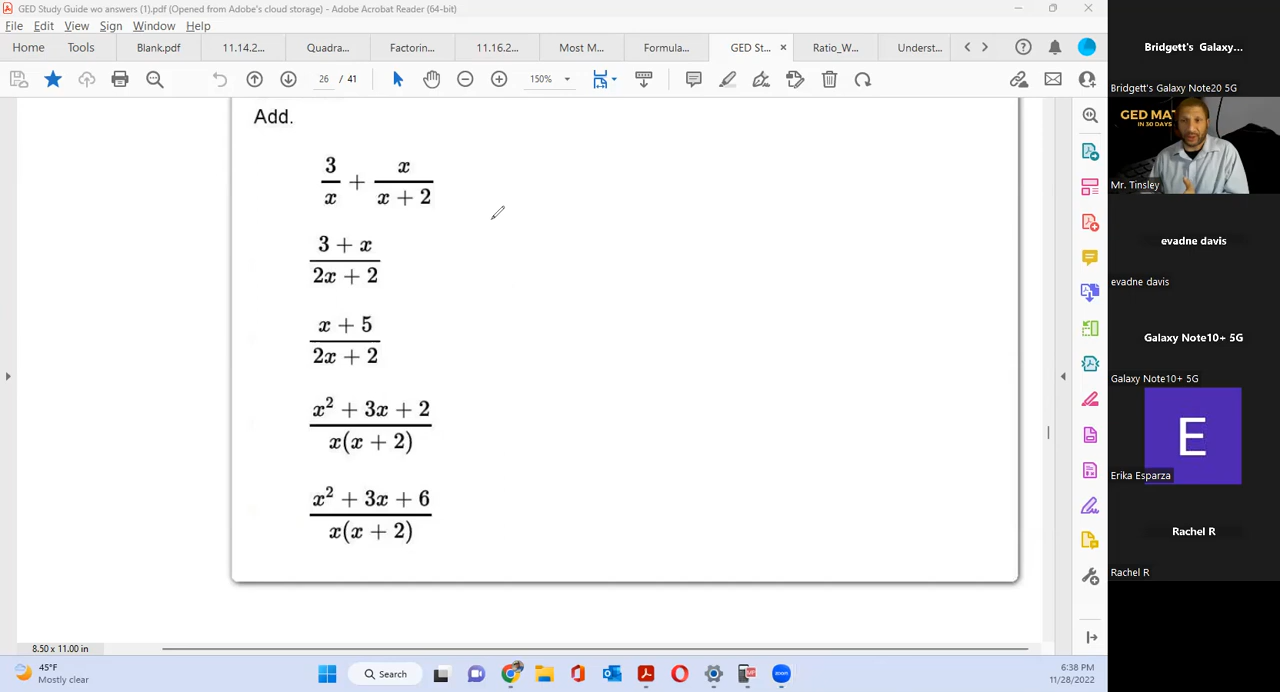 GED Study Guide wo answers (1).pdf (Opened from Adobe's cloud storage) - Adobe Acrobat Reader (64-bit)
File Edit View Sign Window Help
Home Tools Blank.pdf 11.14.2... Quadra... Factorin... 11.16.2... Most M... Formula... GED St... × Ratio_W... Underst...
26 / 41 150%
Add.
3/x + x/(x + 2)
(3 + x)/(2x + 2)
(x + 5)/(2x + 2)
(x² + 3x + 2)/(x(x + 2))
(x² + 3x + 6)/(x(x + 2))
8.50 x 11.00 in
Bridgett's Galaxy...
Bridgett's Galaxy Note20 5G
GED MA
IN 30 DAYS
Mr. Tinsley
evadne davis
evadne davis
Galaxy Note10+ 5G
Galaxy Note10+ 5G
E
Erika Esparza
Rachel R
Rachel R
45°F
Mostly clear
Search
6:38 PM
11/28/2022